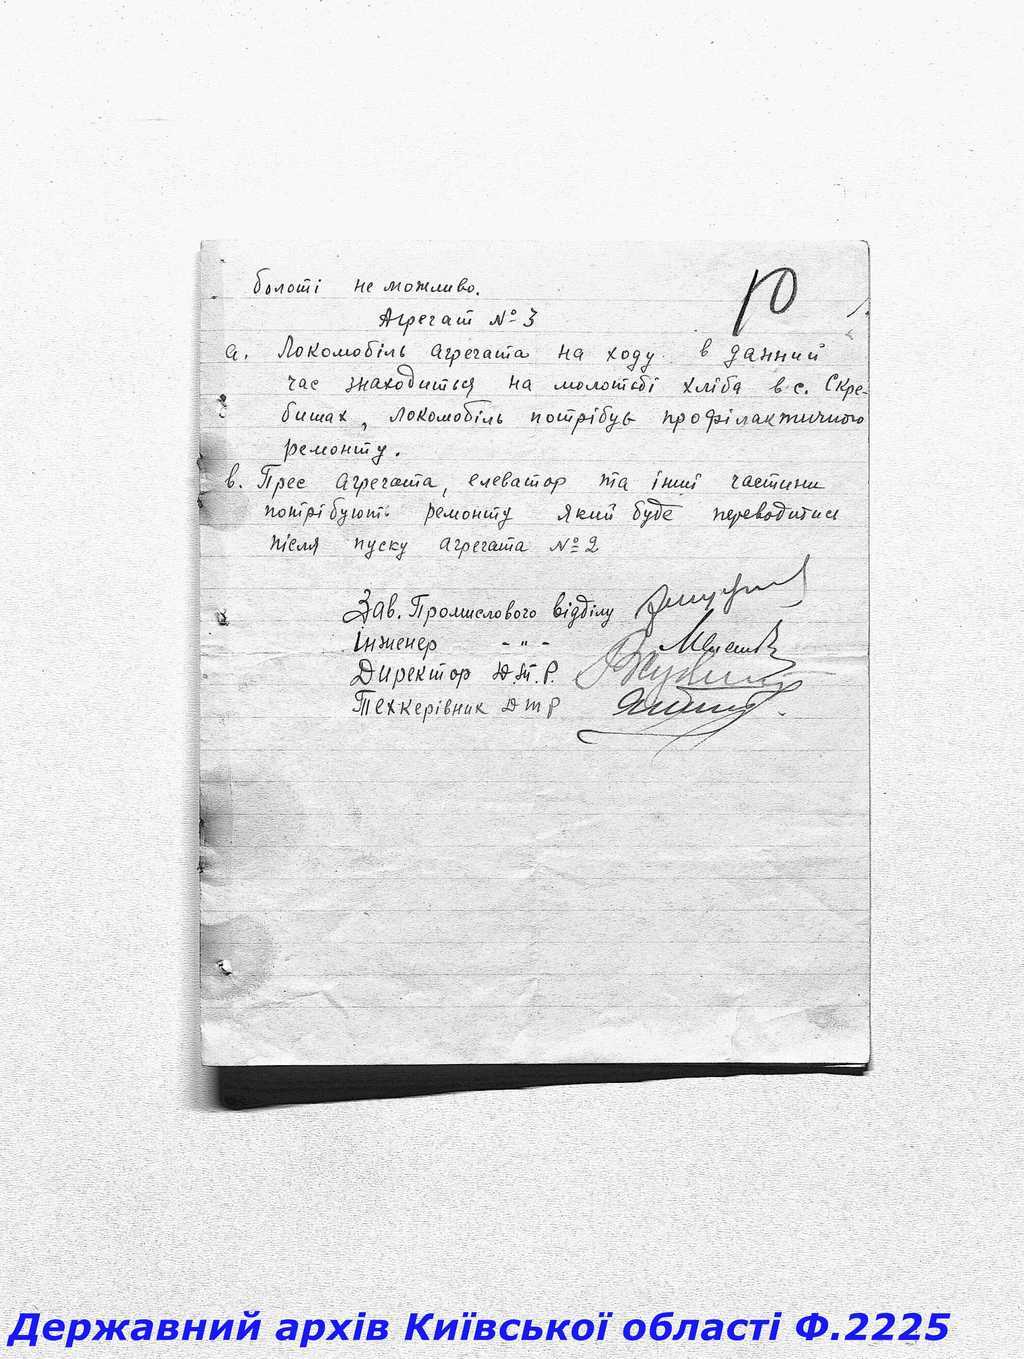 болоті не можливо.
10
Агрегат № 3
а. Локомобіль агрегата на ходу в данний
час знаходиться на молотьбі хліба в с. Скре-
бишах, локомобіль потрібує профілактичного
ремонту.
в. Прес агрегата, елеватор та інші частини
потрібують ремонту який буде переводитись
після пуску агрегата № 2
Зав. Промислового відділу
Інженер - " -
Директор Д.Т.Р.
Техкерівник ДТР
Державний архів Київської області Ф.2225